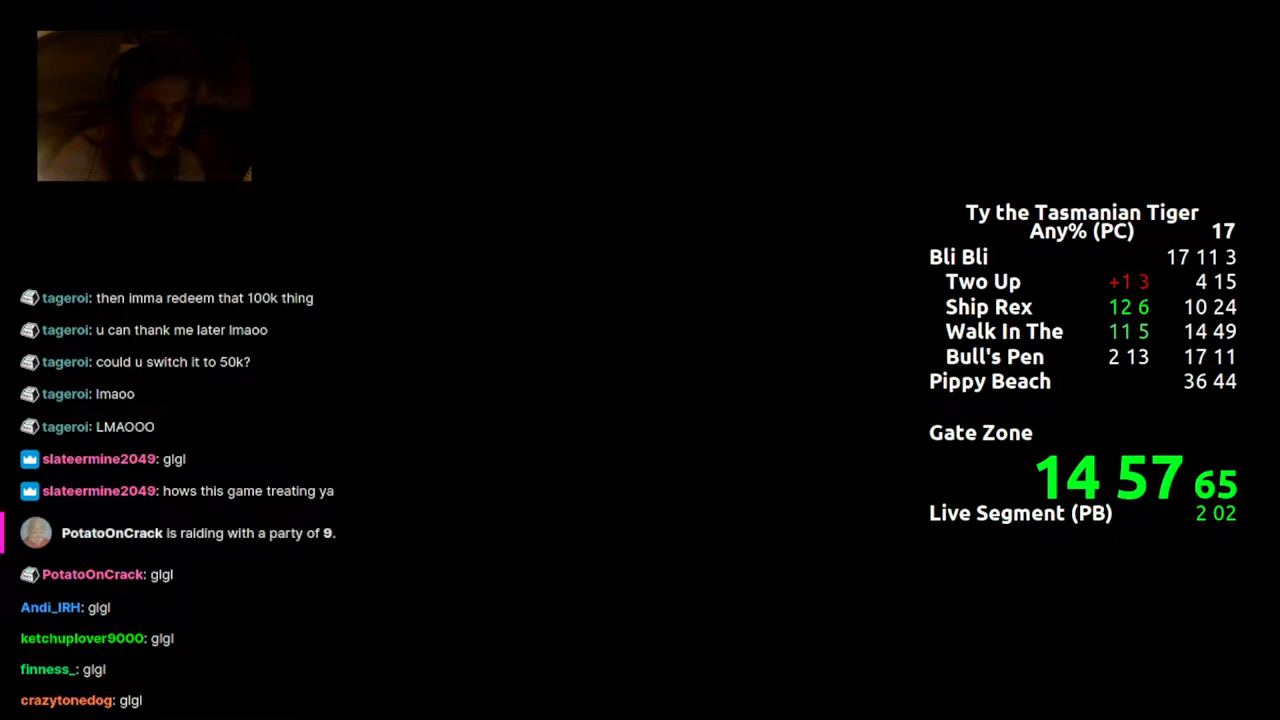 tageroi: then imma redeem that 100k thing
tageroi: u can thank me later lmaoo
tageroi: could u switch it to 50k?
tageroi: lmaoo
tageroi: LMAOOO
slateermine2049: glgl
slateermine2049: hows this game treating ya
PotatoOnCrack is raiding with a party of 9.
PotatoOnCrack: glgl
Andi_IRH: glgl
ketchuplover9000: glgl
finness_: glgl
crazytonedog: glgl
Ty the Tasmanian Tiger
Any% (PC) 17
Bli Bli 17 11 3
Two Up +1 3 4 15
Ship Rex 12 6 10 24
Walk In The 11 5 14 49
Bull's Pen 2 13 17 11
Pippy Beach 36 44
Gate Zone
14 57 65
Live Segment (PB) 2 02